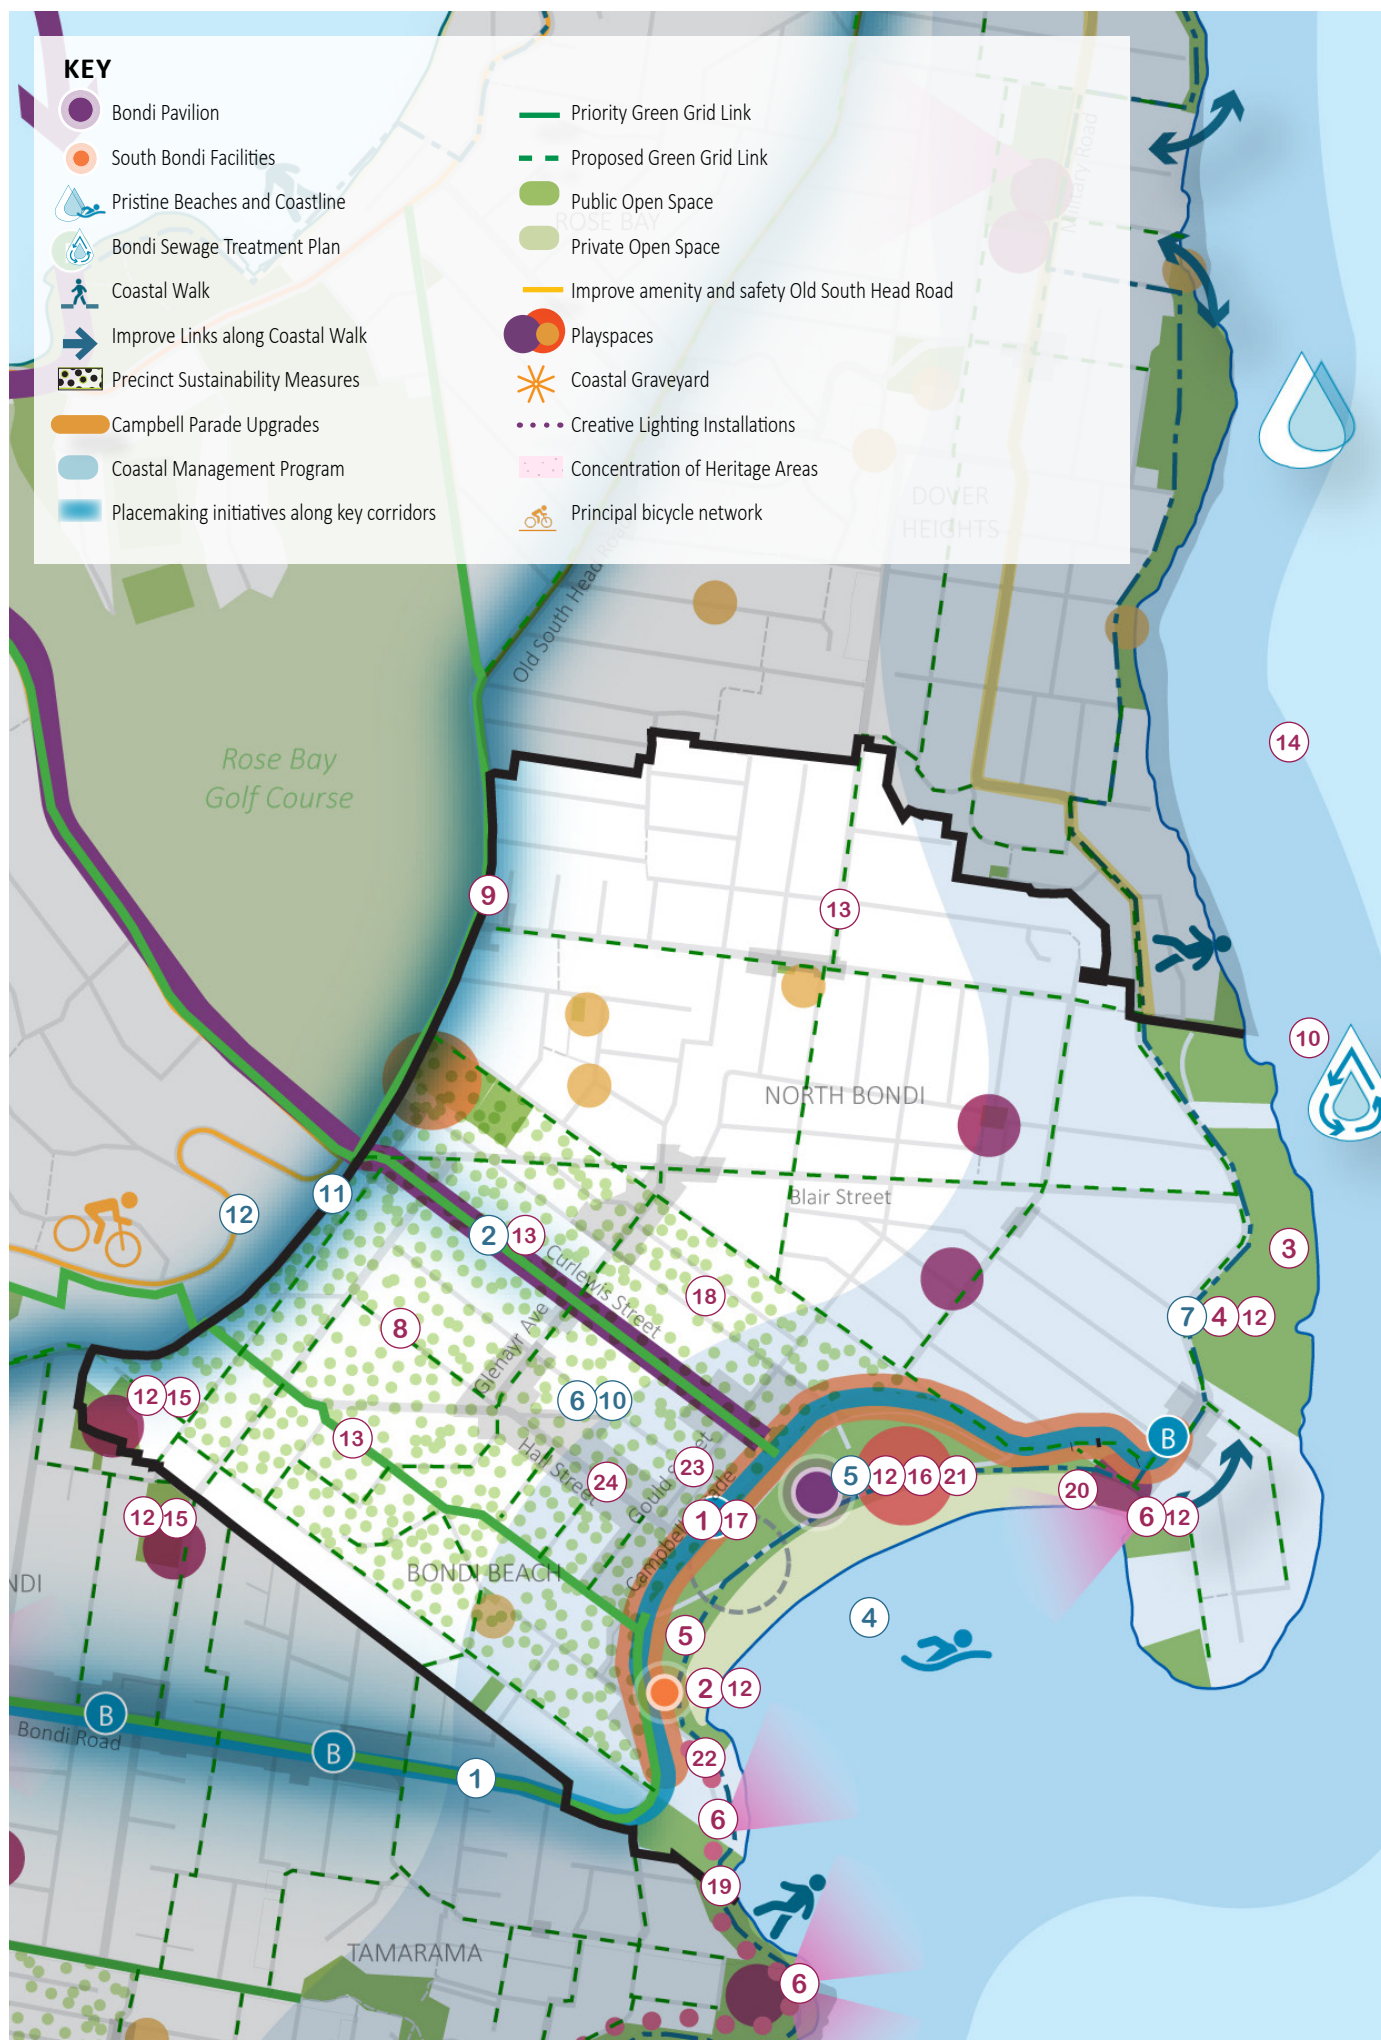 KEY
Bondi Pavilion
South Bondi Facilities
Pristine Beaches and Coastline
Bondi Sewage Treatment Plan
Coastal Walk
Improve Links along Coastal Walk
Precinct Sustainability Measures
Campbell Parade Upgrades
Coastal Management Program
Placemaking initiatives along key corridors
Priority Green Grid Link
Proposed Green Grid Link
Public Open Space
Private Open Space
Improve amenity and safety Old South Head Road
Playspaces
Coastal Graveyard
Creative Lighting Installations
Concentration of Heritage Areas
Principal bicycle network
ROSE BAY
Military Road
DOVER
HEIGHTS
Old South Head Road
Rose Bay
Golf Course
14
9
13
10
NORTH BONDI
Blair Street
11
12
2 13
Curlewis Street
3
18
7 4 12
8
Glenayr Ave
12 15
6 10
13
B
Hall Street
23
24
Gould Street
5 12 16 21
20
12 15
1 17
6 12
Campbell Parade
BONDI BEACH
NDI
4
5
2 12
B
Bondi Road
B
1
22
6
19
TAMARAMA
6